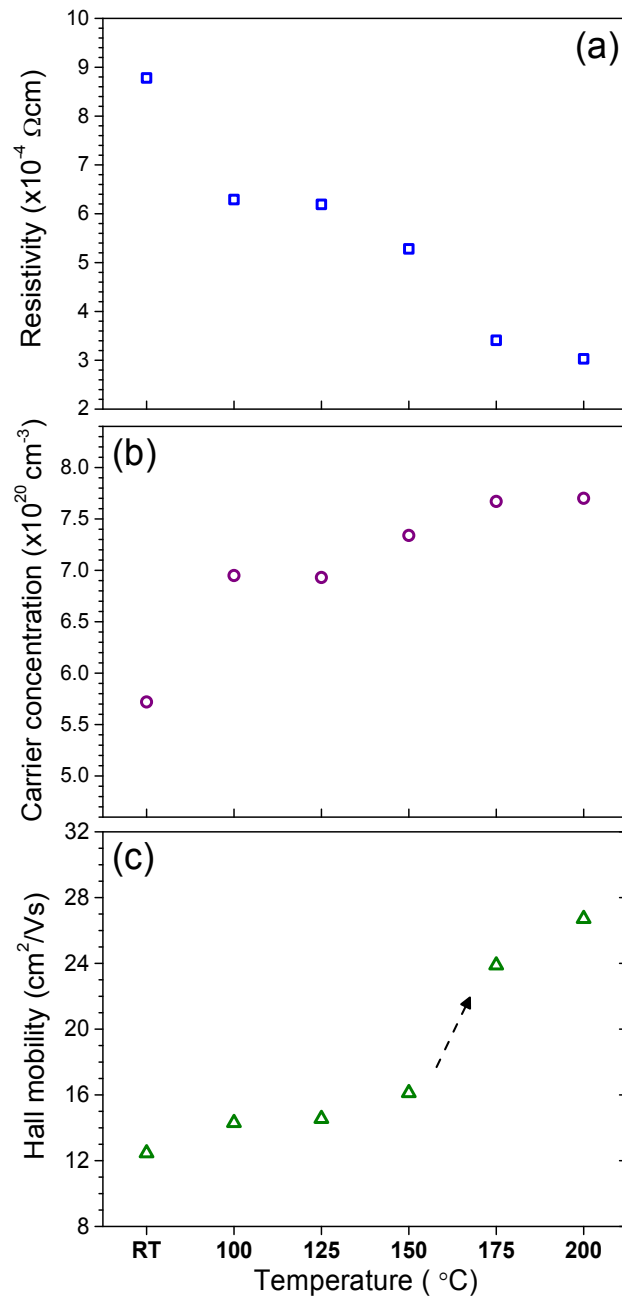 (a)
Resistivity (x10⁻⁴ Ωcm)
10
9
8
7
6
5
4
3
2
(b)
Carrier concentration (x10²⁰ cm⁻³)
8.0
7.5
7.0
6.5
6.0
5.5
5.0
(c)
Hall mobility (cm²/Vs)
32
28
24
20
16
12
8
RT 100 125 150 175 200
Temperature ( °C)